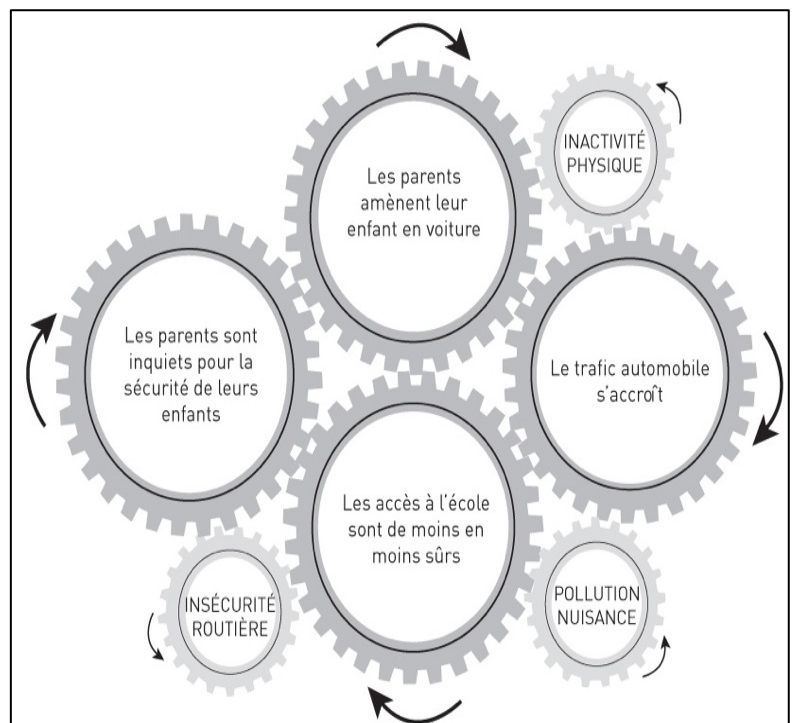 Les parents
amènent leur
enfant en voiture
INACTIVITÉ
PHYSIQUE
Les parents sont
inquiets pour la
sécurité de leurs
enfants
Le trafic automobile
s'accroît
Les accès à l'école
sont de moins en
moins sûrs
INSÉCURITÉ
ROUTIÈRE
POLLUTION
NUISANCE